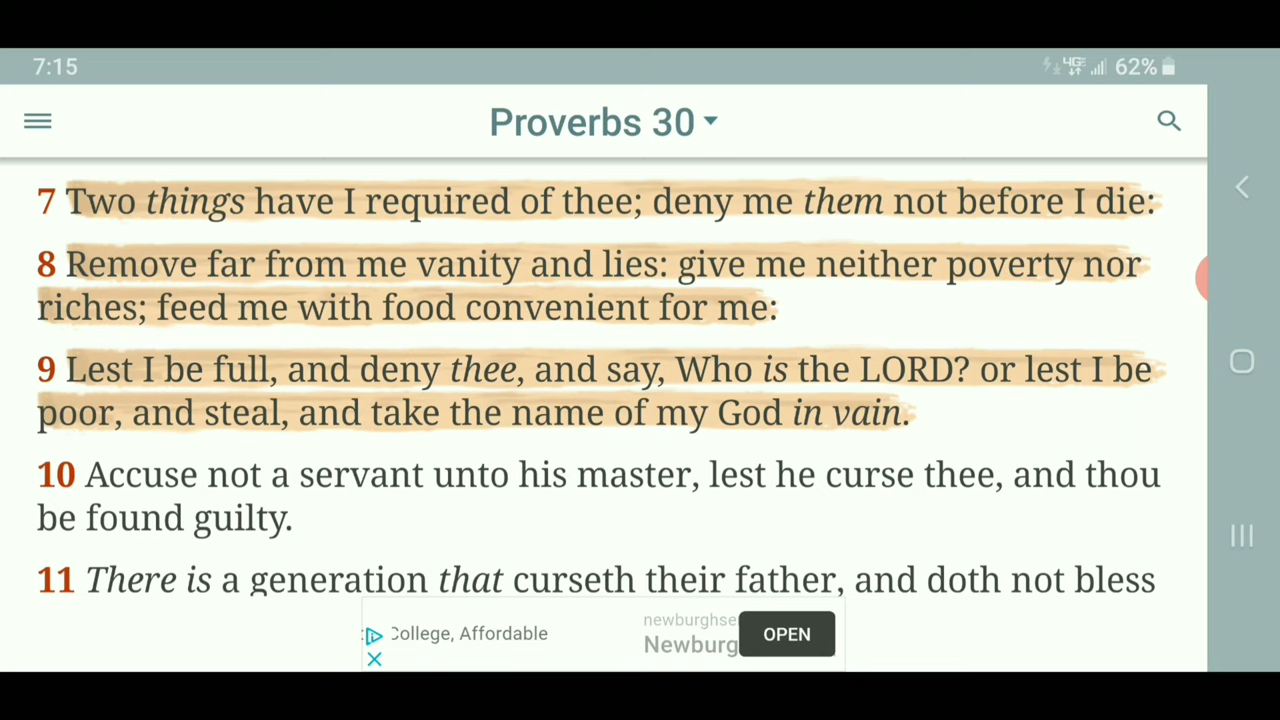 7:15 4G 62%
Proverbs 30
7 Two things have I required of thee; deny me them not before I die:
8 Remove far from me vanity and lies: give me neither poverty nor
riches; feed me with food convenient for me:
9 Lest I be full, and deny thee, and say, Who is the LORD? or lest I be
poor, and steal, and take the name of my God in vain.
10 Accuse not a servant unto his master, lest he curse thee, and thou
be found guilty.
11 There is a generation that curseth their father, and doth not bless
College, Affordable
newburghse
Newburg
OPEN